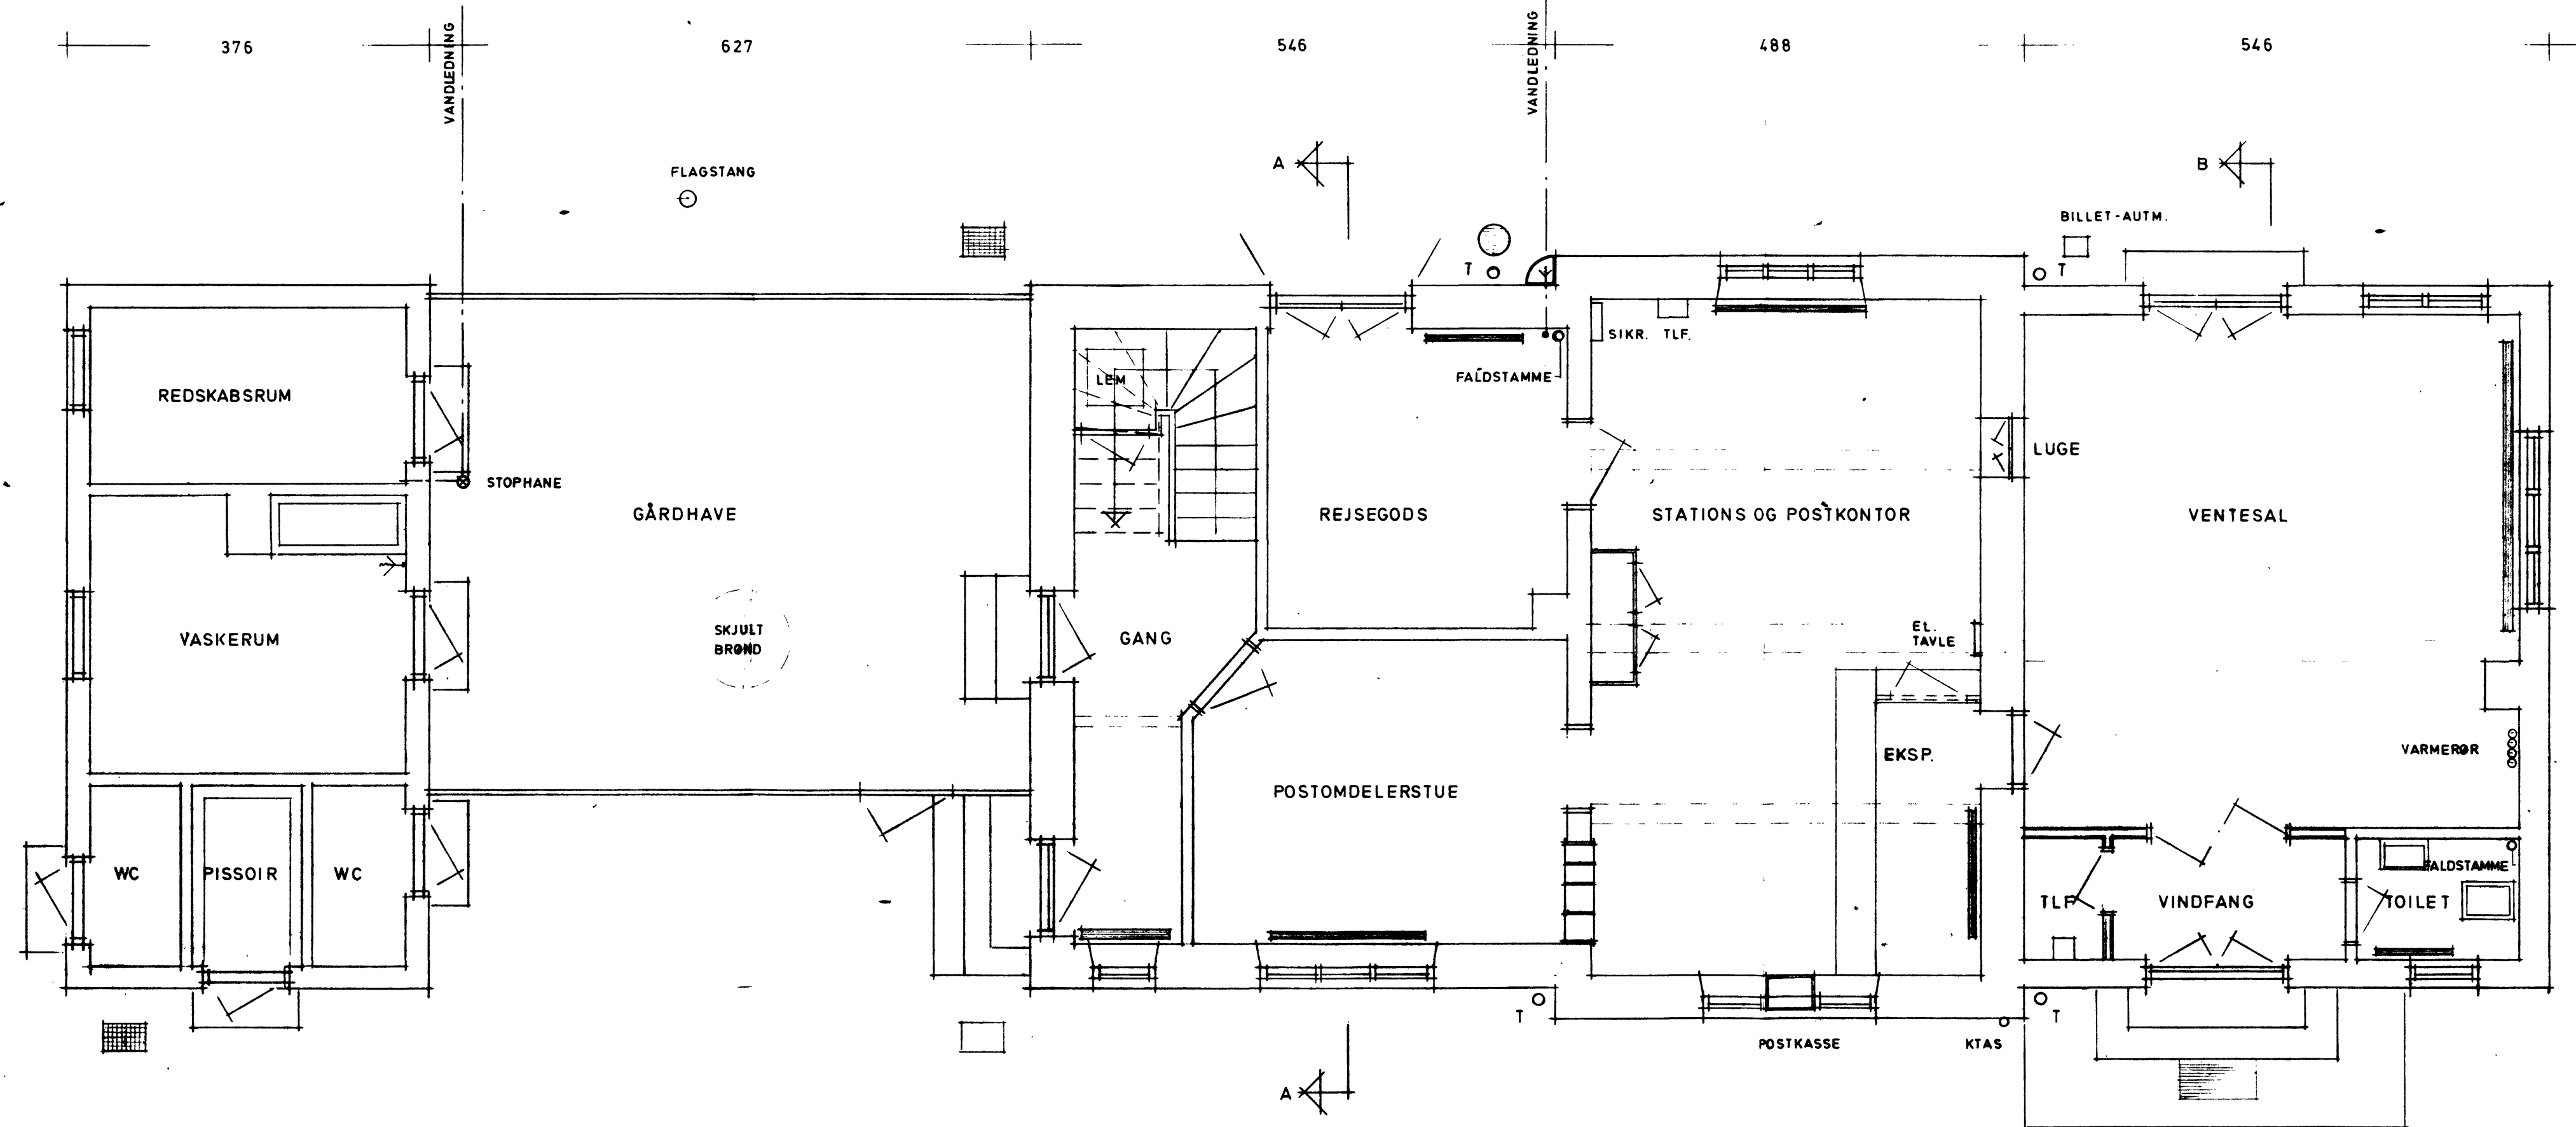 376
627
546
488
546
VANDLEDNING
VANDLEDNING
FLAGSTANG
A
B
BILLET-AUTM.
T
T
SIKR. TLF.
FALDSTAMME
LEM
REDSKABSRUM
LUGE
STOPHANE
GÅRDHAVE
REJSEGODS
STATIONS OG POSTKONTOR
VENTESAL
VASKERUM
SKJULT
BRØND
GANG
EL.
TAVLE
EKSP.
VARMERØR
POSTOMDELERSTUE
WC
PISSOIR
WC
FALDSTAMME
TLF
VINDFANG
TOILET
T
T
POSTKASSE
KTAS
A